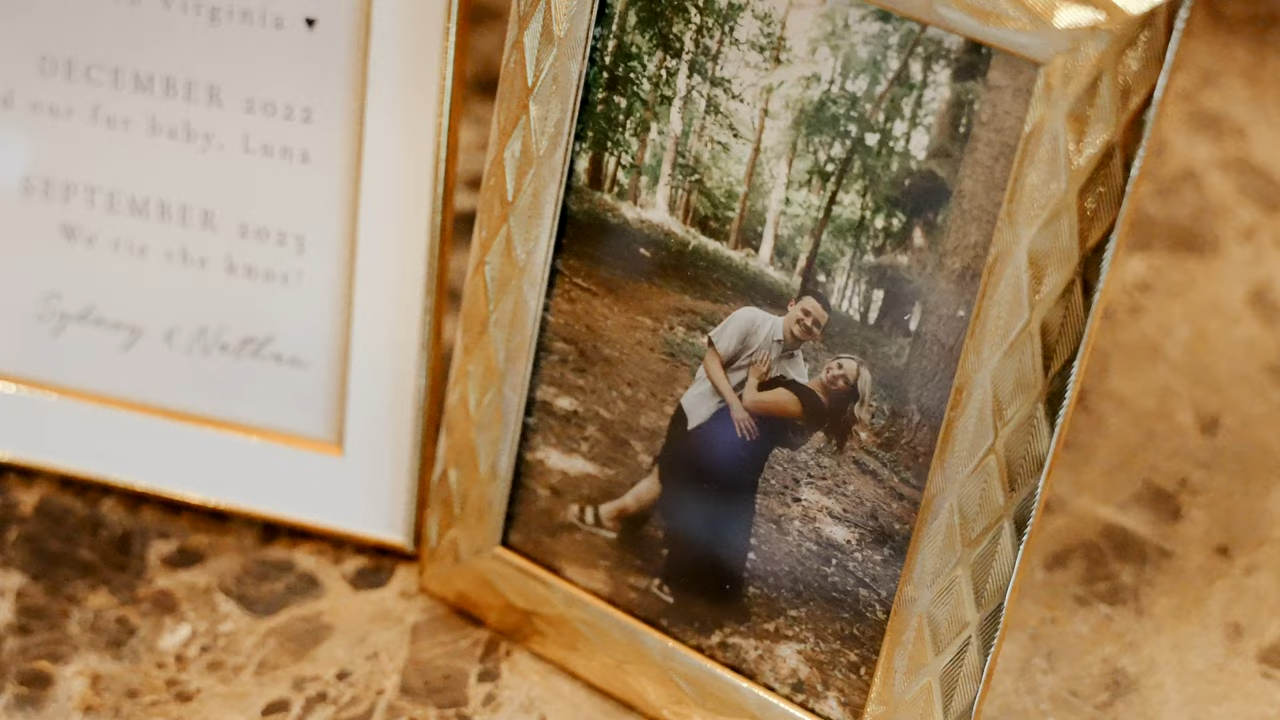 Virginia ♥
DECEMBER 2022
our fur baby, Luna
SEPTEMBER 2023
We tie the knot!
Sydney & Nathan